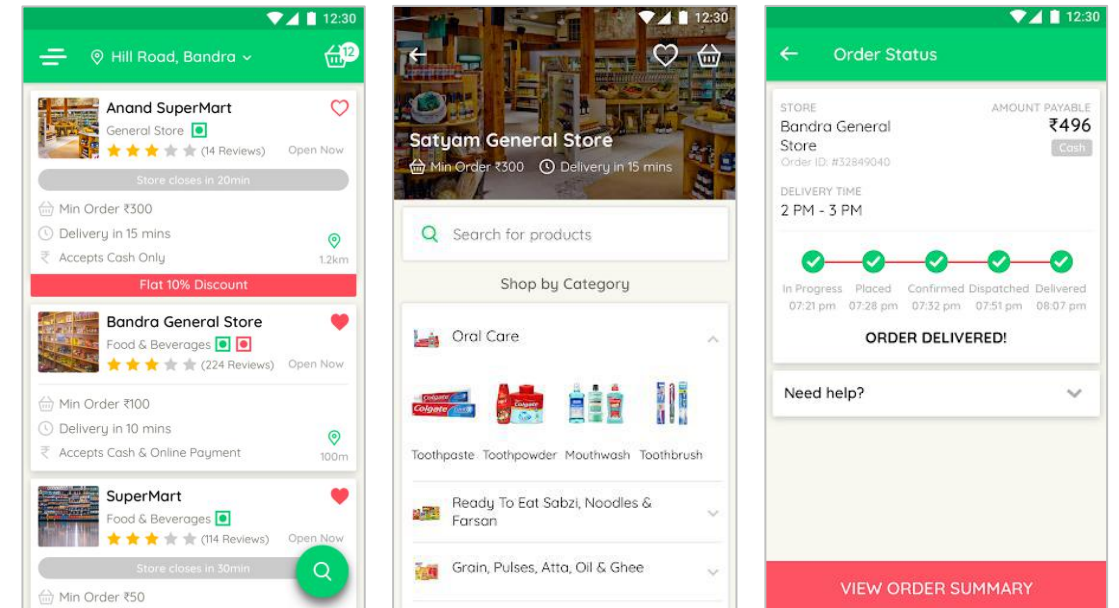 12:30
Hill Road, Bandra
12
Anand SuperMart
General Store
(14 Reviews)
Open Now
Store closes in 20min
Min Order ₹300
Delivery in 15 mins
₹ Accepts Cash Only
1.2km
Flat 10% Discount
Bandra General Store
Food & Beverages
(224 Reviews)
Open Now
Min Order ₹100
Delivery in 10 mins
₹ Accepts Cash & Online Payment
100m
SuperMart
Food & Beverages
(114 Reviews)
Open Now
Store closes in 30min
Min Order ₹50
12:30
Satyam General Store
Min Order ₹300 Delivery in 15 mins
Search for products
Shop by Category
Oral Care
Colgate
Colgate
Colgate
Toothpaste Toothpowder Mouthwash Toothbrush
Ready To Eat Sabzi, Noodles &
Farsan
Grain, Pulses, Atta, Oil & Ghee
12:30
Order Status
STORE
AMOUNT PAYABLE
Bandra General
Store
₹496
Cash
Order ID: #32849040
DELIVERY TIME
2 PM - 3 PM
In Progress Placed Confirmed Dispatched Delivered
07:21 pm 07:28 pm 07:32 pm 07:51 pm 08:07 pm
ORDER DELIVERED!
Need help?
VIEW ORDER SUMMARY